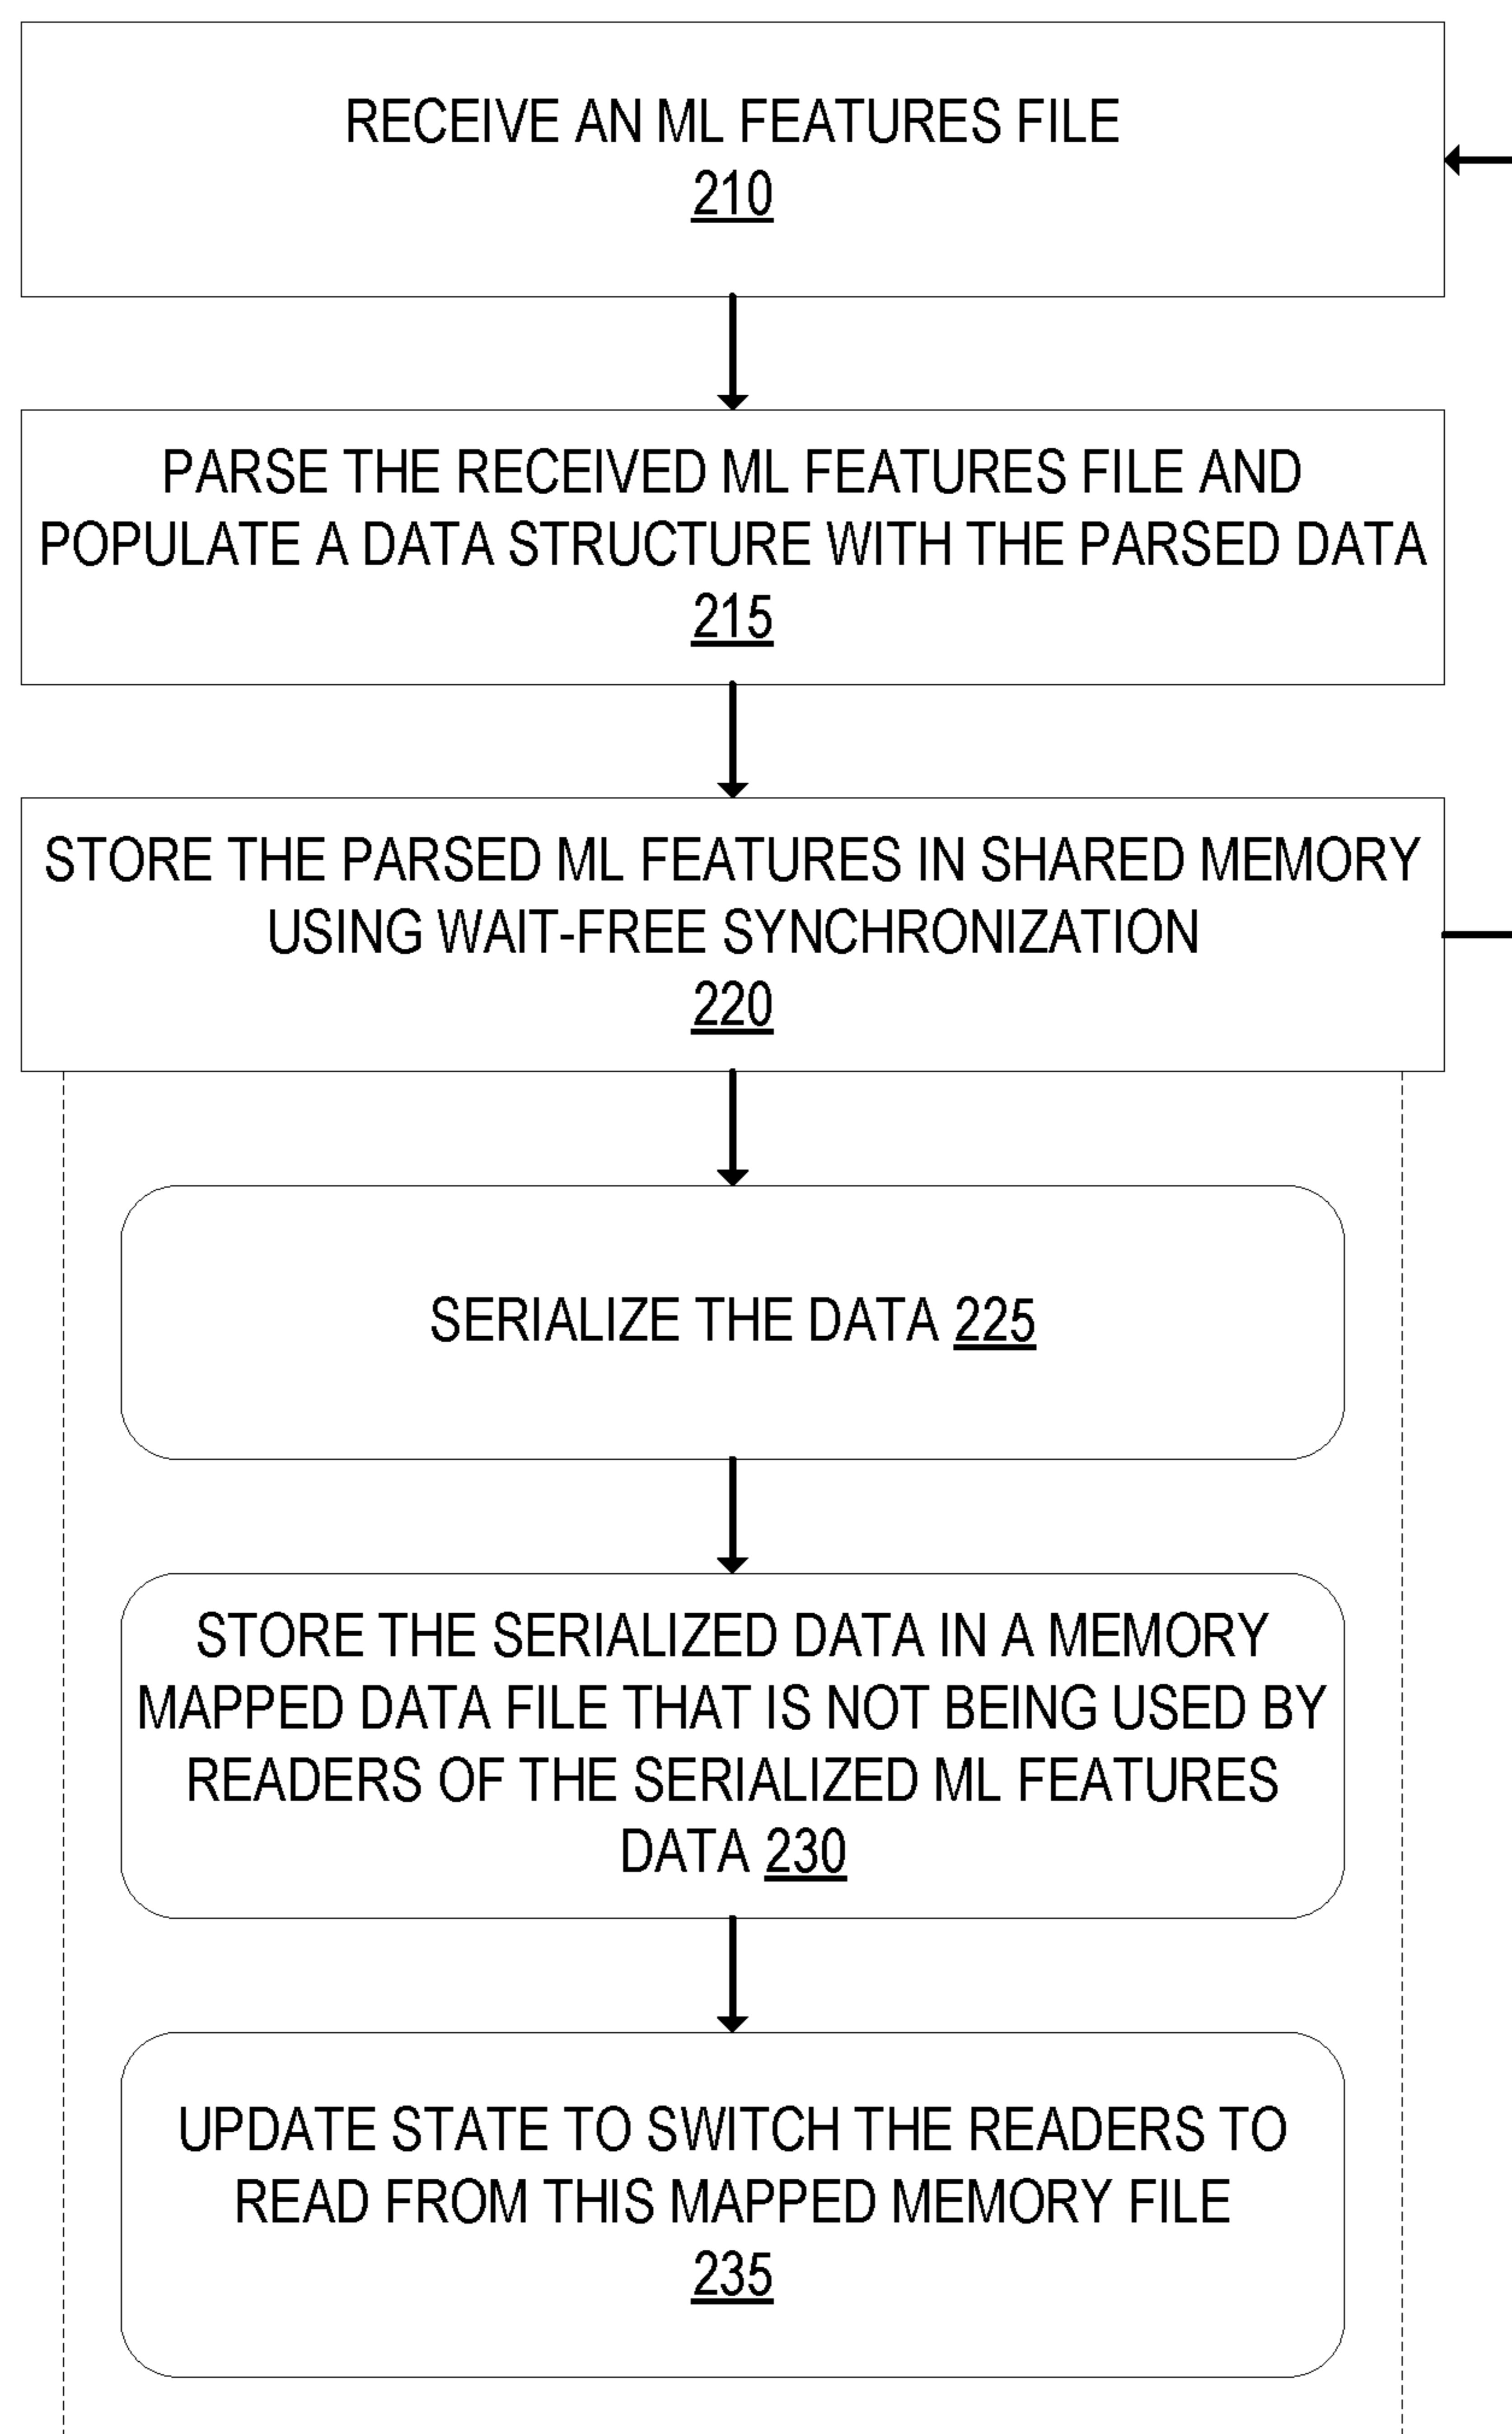 RECEIVE AN ML FEATURES FILE
210
PARSE THE RECEIVED ML FEATURES FILE AND
POPULATE A DATA STRUCTURE WITH THE PARSED DATA
215
STORE THE PARSED ML FEATURES IN SHARED MEMORY
USING WAIT-FREE SYNCHRONIZATION
220
SERIALIZE THE DATA 225
STORE THE SERIALIZED DATA IN A MEMORY
MAPPED DATA FILE THAT IS NOT BEING USED BY
READERS OF THE SERIALIZED ML FEATURES
DATA 230
UPDATE STATE TO SWITCH THE READERS TO
READ FROM THIS MAPPED MEMORY FILE
235